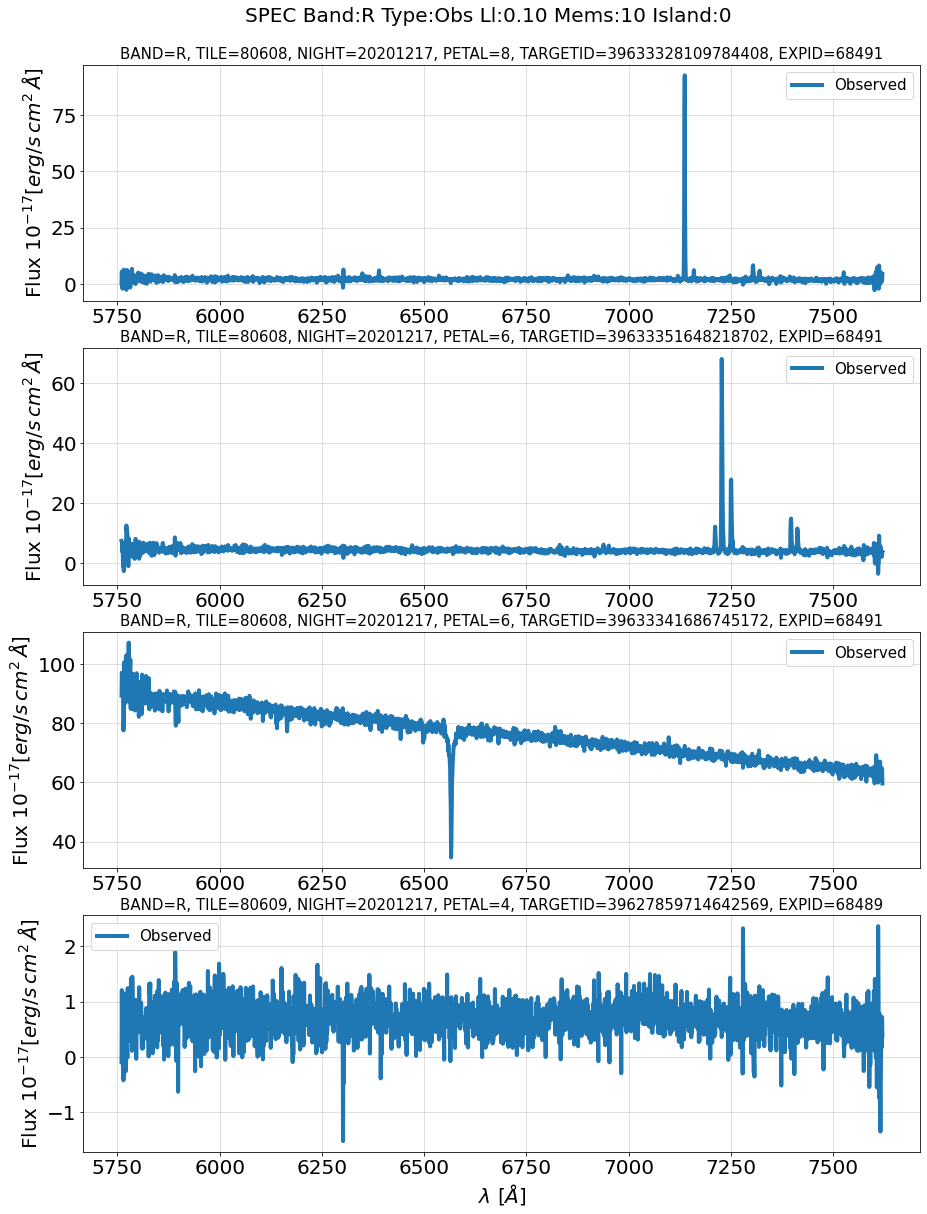 SPEC Band:R Type:Obs Ll:0.10 Mems:10 Island:0
BAND=R, TILE=80608, NIGHT=20201217, PETAL=8, TARGETID=39633328109784408, EXPID=68491
Flux 10^{-17}[erg/s cm^2 Å]
75
50
25
0
Observed
5750 6000 6250 6500 6750 7000 7250 7500
BAND=R, TILE=80608, NIGHT=20201217, PETAL=6, TARGETID=39633351648218702, EXPID=68491
Flux 10^{-17}[erg/s cm^2 Å]
60
40
20
0
Observed
5750 6000 6250 6500 6750 7000 7250 7500
BAND=R, TILE=80608, NIGHT=20201217, PETAL=6, TARGETID=39633341686745172, EXPID=68491
Flux 10^{-17}[erg/s cm^2 Å]
100
80
60
40
Observed
5750 6000 6250 6500 6750 7000 7250 7500
BAND=R, TILE=80609, NIGHT=20201217, PETAL=4, TARGETID=39627859714642569, EXPID=68489
Flux 10^{-17}[erg/s cm^2 Å]
2
1
0
−1
Observed
5750 6000 6250 6500 6750 7000 7250 7500
λ [Å]